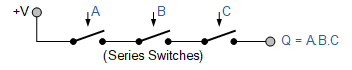 A B C
+V
Q = A.B.C
(Series Switches)